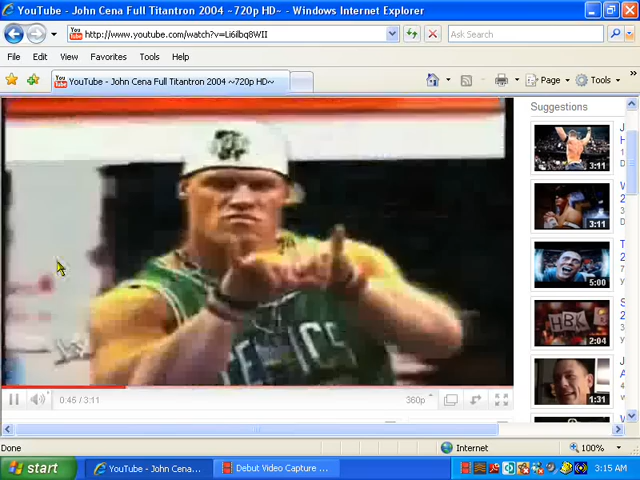 YouTube - John Cena Full Titantron 2004 ~720p HD~ - Windows Internet Explorer
http://www.youtube.com/watch?v=Li6ilbq8WII
Ask Search
File Edit View Favorites Tools Help
YouTube - John Cena Full Titantron 2004 ~720p HD~
Page Tools
Suggestions
3:11
3:11
5:00
HBK
2:04
1:31
0:45 / 3:11
360p
Done
Internet
100%
start
YouTube - John Cena...
Debut Video Capture ...
3:15 AM